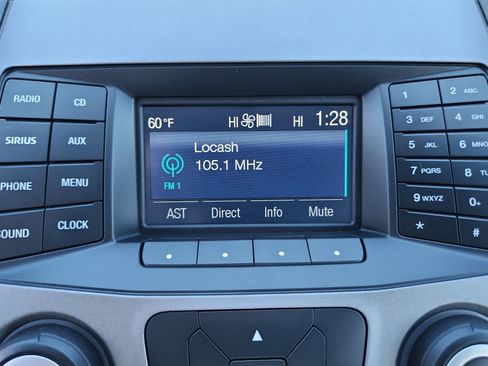 RADIO CD
SIRIUS AUX
PHONE MENU
SOUND CLOCK
60°F HI HI 1:28
Locash
105.1 MHz
FM 1
AST Direct Info Mute
1 2 ABC
3 DEF 4 GHI
5 JKL 6 MNO
7 PQRS 8 TUV
9 WXYZ 0+
* #